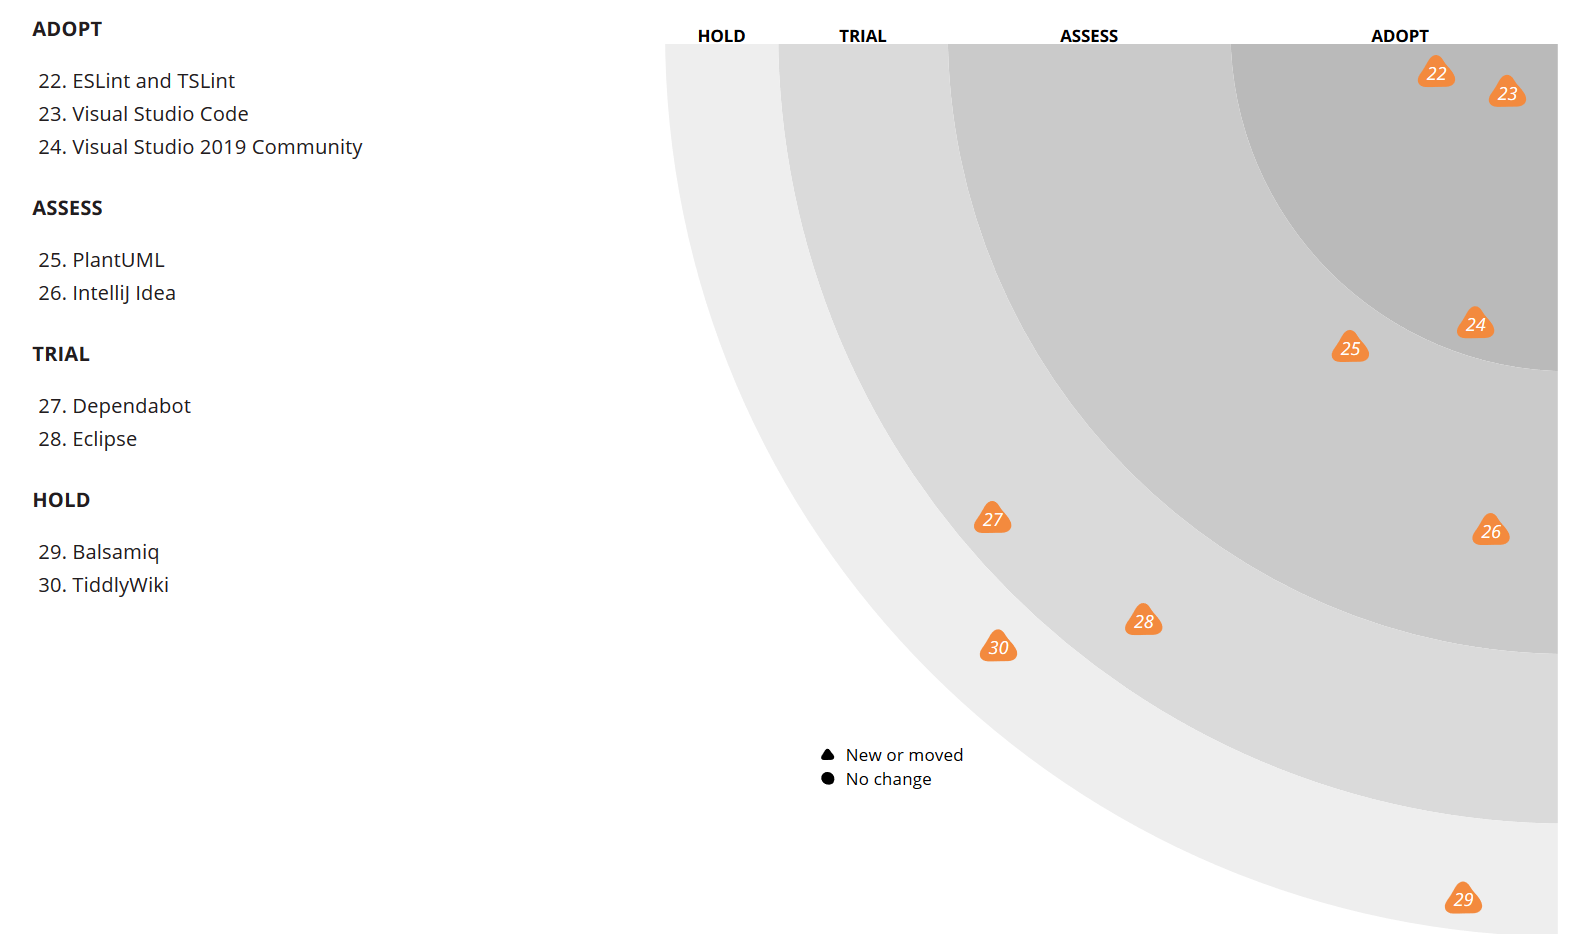 ADOPT
22. ESLint and TSLint
23. Visual Studio Code
24. Visual Studio 2019 Community
ASSESS
25. PlantUML
26. IntelliJ Idea
TRIAL
27. Dependabot
28. Eclipse
HOLD
29. Balsamiq
30. TiddlyWiki
HOLD TRIAL ASSESS ADOPT
22
23
24
25
27
26
28
30
New or moved
No change
29